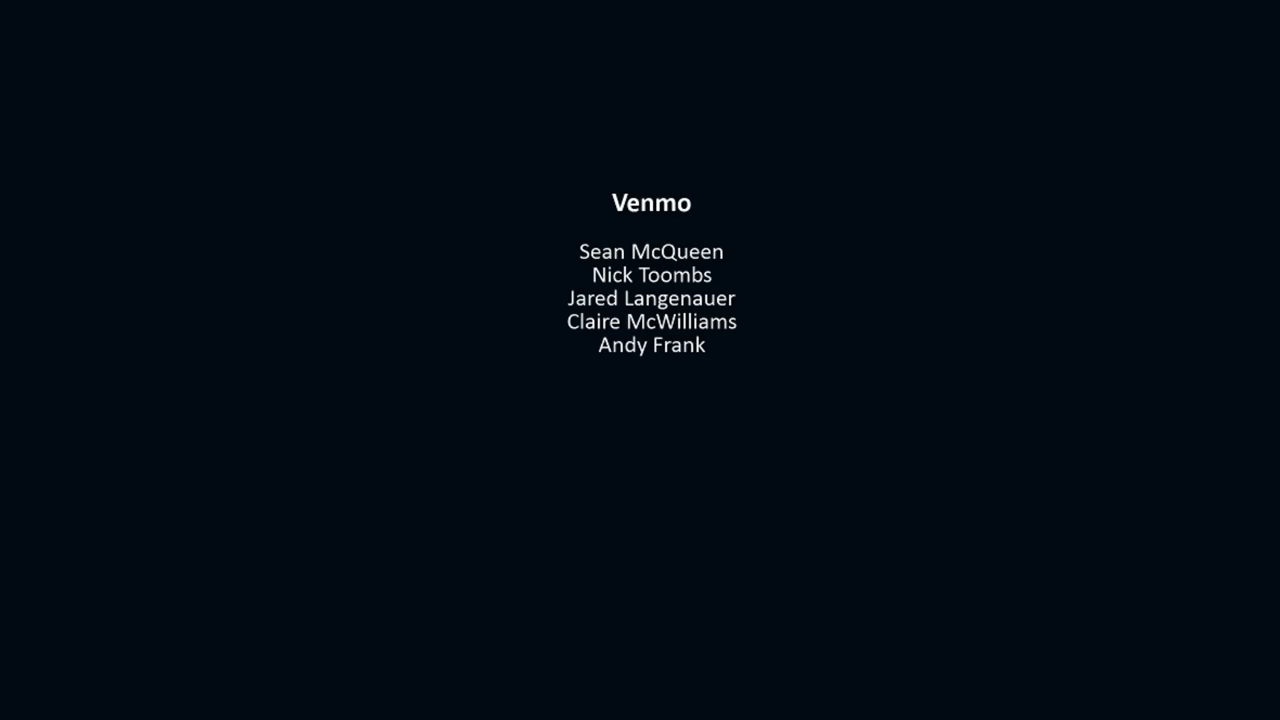 Venmo
Sean McQueen
Nick Toombs
Jared Langenauer
Claire McWilliams
Andy Frank